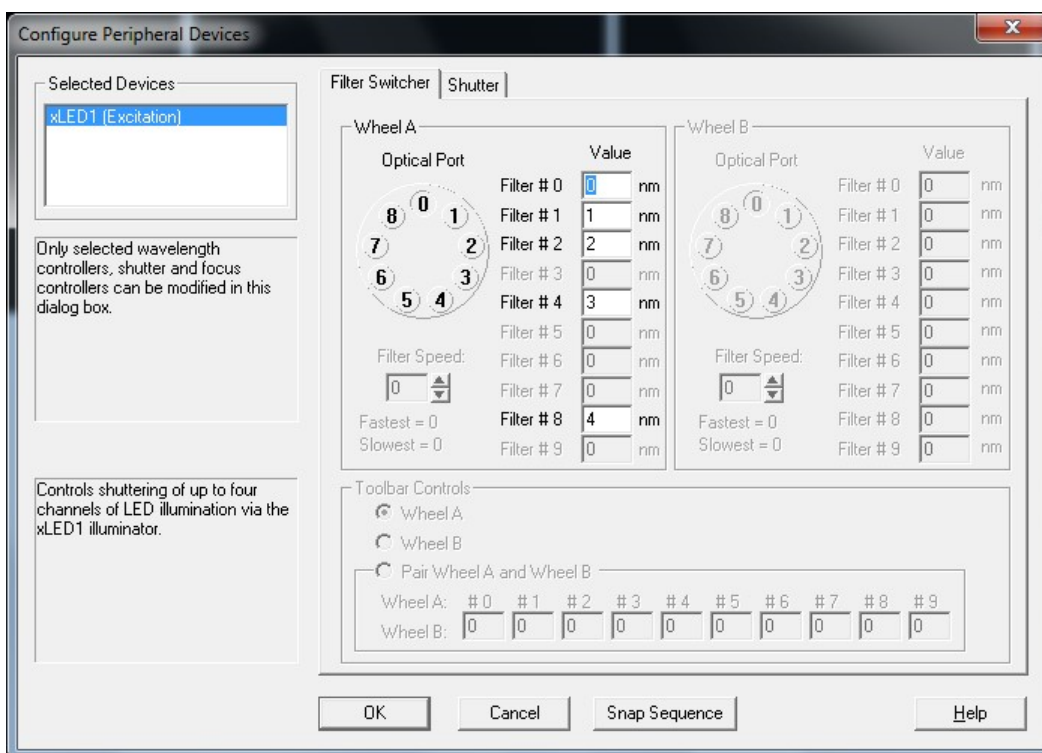 Configure Peripheral Devices
Selected Devices
xLED1 (Excitation)
Only selected wavelength
controllers, shutter and focus
controllers can be modified in this
dialog box.
Controls shuttering of up to four
channels of LED illumination via the
xLED1 illuminator.
Filter Switcher Shutter
Wheel A
Optical Port Value
0 1 2 3 4 5 6 7 8
Filter # 0 0 nm
Filter # 1 1 nm
Filter # 2 2 nm
Filter # 3 0 nm
Filter # 4 3 nm
Filter # 5 0 nm
Filter # 6 0 nm
Filter # 7 0 nm
Filter # 8 4 nm
Filter # 9 0 nm
Filter Speed:
0
Fastest = 0
Slowest = 0
Wheel B
Optical Port Value
0 1 2 3 4 5 6 7 8
Filter # 0 0 nm
Filter # 1 0 nm
Filter # 2 0 nm
Filter # 3 0 nm
Filter # 4 0 nm
Filter # 5 0 nm
Filter # 6 0 nm
Filter # 7 0 nm
Filter # 8 0 nm
Filter # 9 0 nm
Filter Speed:
0
Fastest = 0
Slowest = 0
Toolbar Controls
Wheel A
Wheel B
Pair Wheel A and Wheel B
Wheel A: # 0 # 1 # 2 # 3 # 4 # 5 # 6 # 7 # 8 # 9
Wheel B: 0 0 0 0 0 0 0 0 0 0
OK Cancel Snap Sequence Help